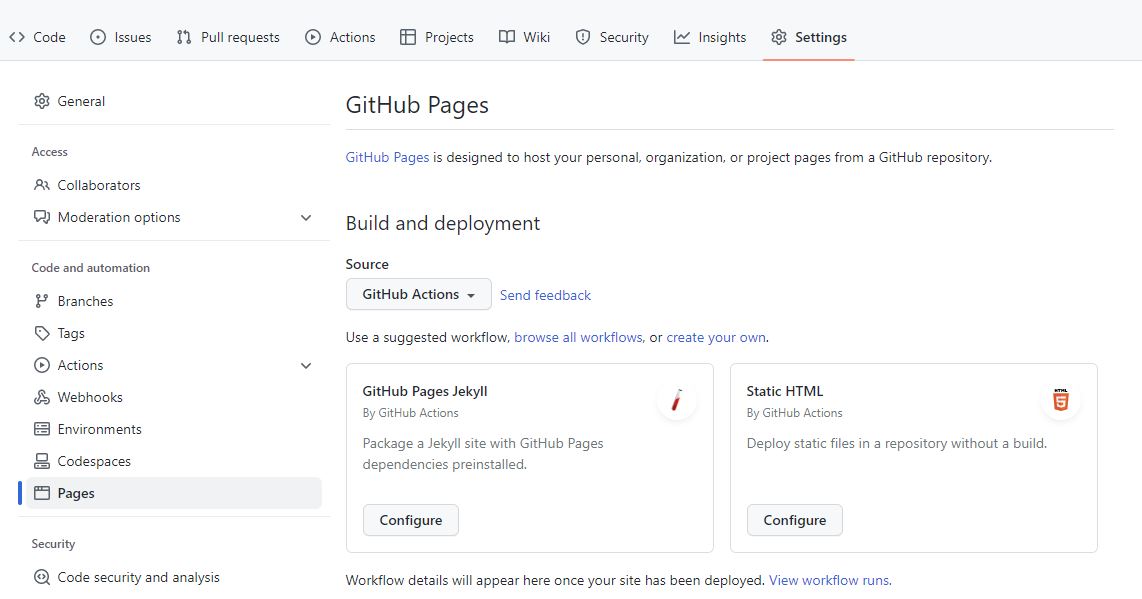 Code Issues Pull requests Actions Projects Wiki Security Insights Settings
General
Access
Collaborators
Moderation options
Code and automation
Branches
Tags
Actions
Webhooks
Environments
Codespaces
Pages
Security
Code security and analysis
GitHub Pages
GitHub Pages is designed to host your personal, organization, or project pages from a GitHub repository.
Build and deployment
Source
GitHub Actions Send feedback
Use a suggested workflow, browse all workflows, or create your own.
GitHub Pages Jekyll
By GitHub Actions
Package a Jekyll site with GitHub Pages
dependencies preinstalled.
Configure
Static HTML
HTML
5
By GitHub Actions
Deploy static files in a repository without a build.
Configure
Workflow details will appear here once your site has been deployed. View workflow runs.